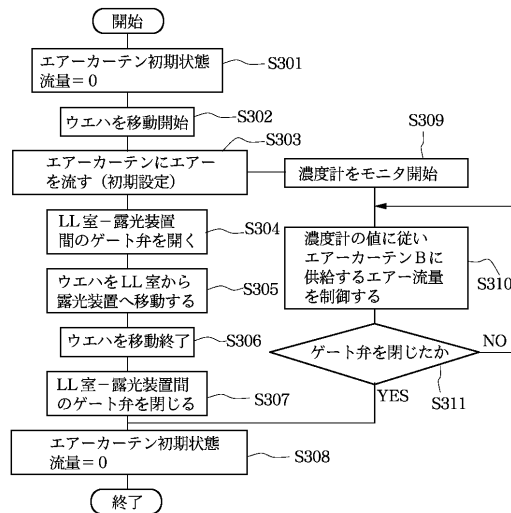 開始
エアーカーテン初期状態
流量＝0
S301
ウエハを移動開始
S302
エアーカーテンにエアー
を流す（初期設定）
S303
LL室－露光装置
間のゲート弁を開く
S304
ウエハをLL室から
露光装置へ移動する
S305
ウエハを移動終了
S306
LL室－露光装置間
のゲート弁を閉じる
S307
エアーカーテン初期状態
流量＝0
S308
終了
S309
濃度計をモニタ開始
濃度計の値に従い
エアーカーテンBに
供給するエアー流量
を制御する
S310
ゲート弁を閉じたか
NO
S311
YES